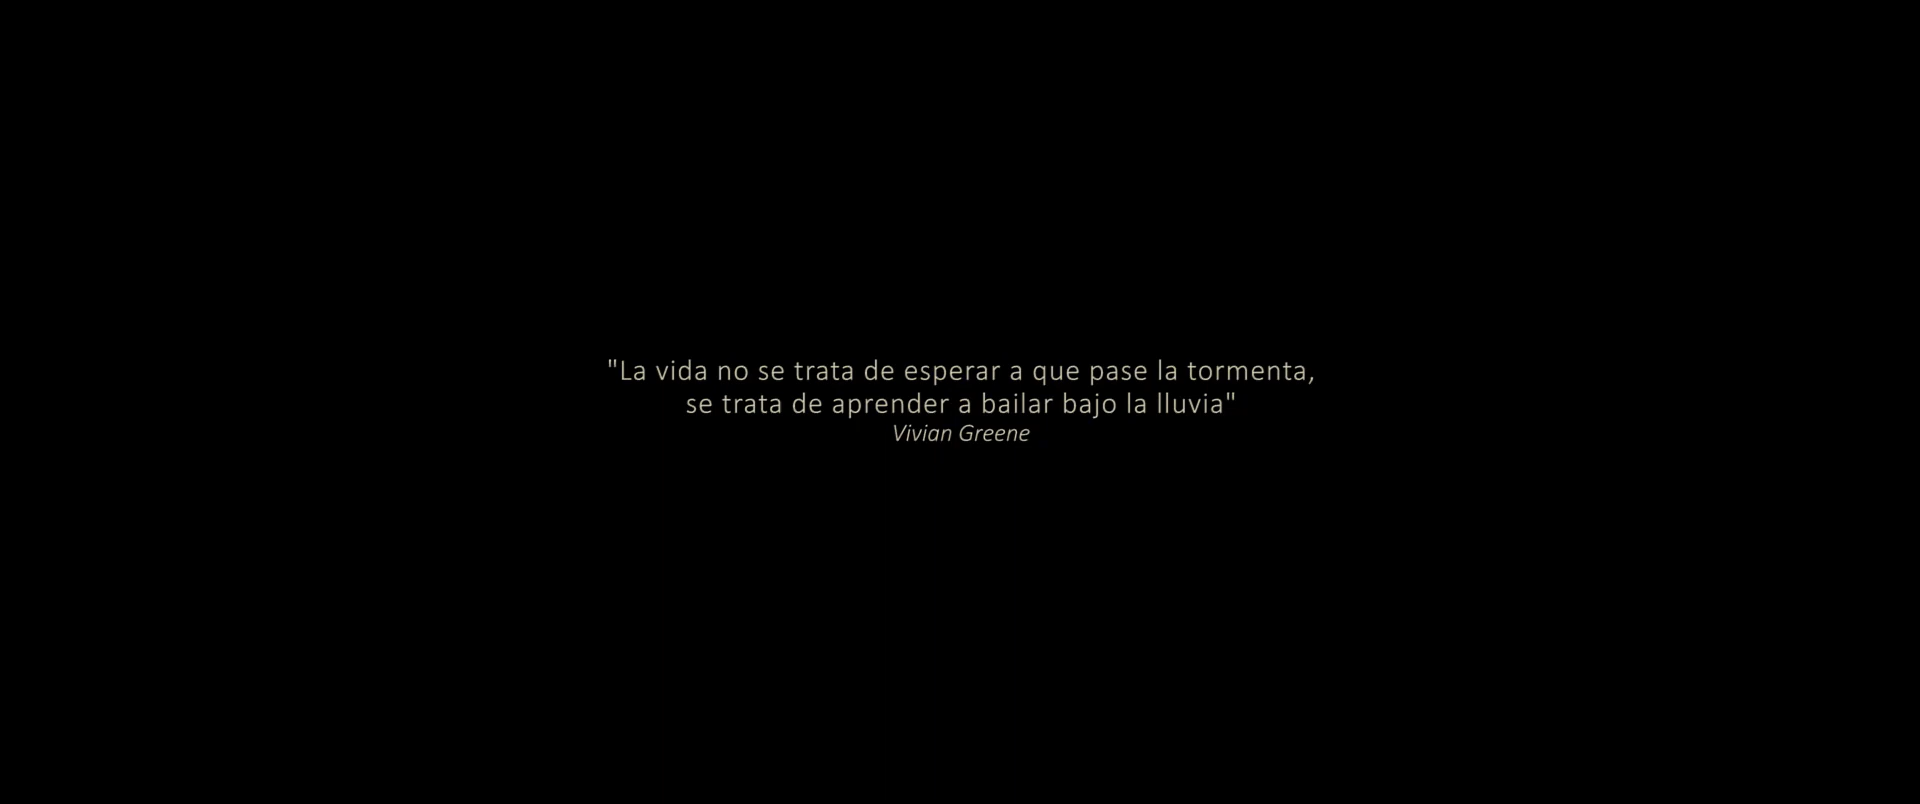 "La vida no se trata de esperar a que pase la tormenta,
se trata de aprender a bailar bajo la lluvia"
Vivian Greene